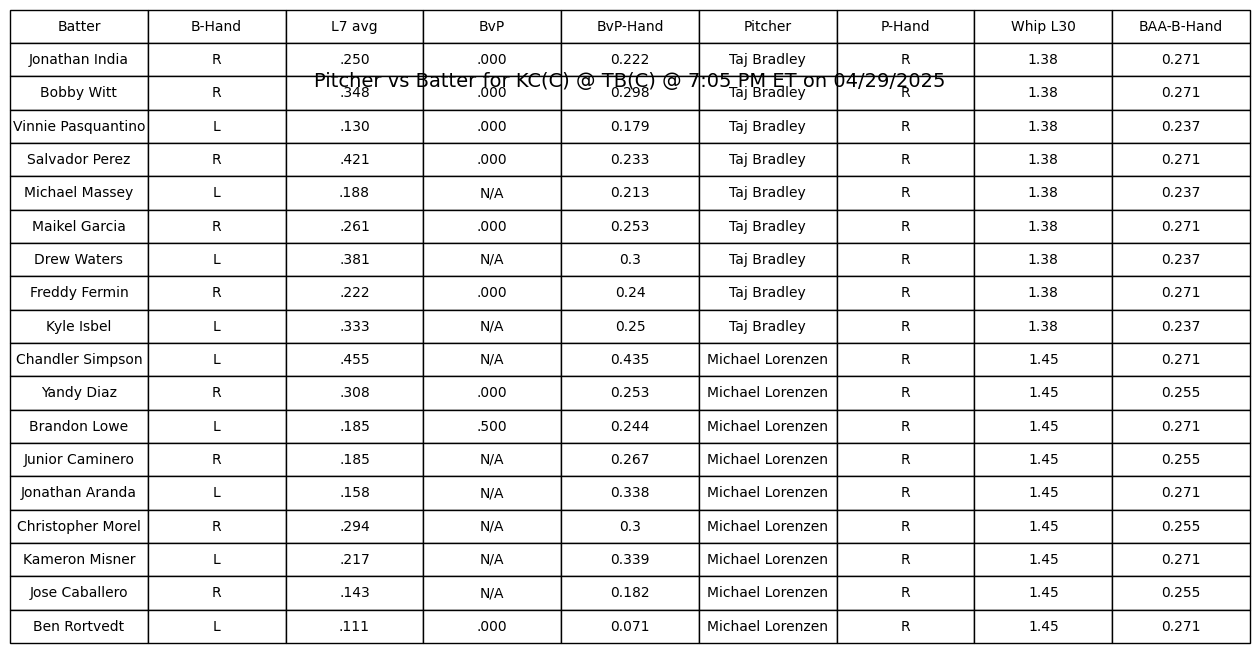 Batter B-Hand L7 avg BvP BvP-Hand Pitcher P-Hand Whip L30 BAA-B-Hand
Jonathan India R .250 .000 0.222 Taj Bradley R 1.38 0.271
Pitcher vs Batter for KC(C) @ TB(C) @ 7:05 PM ET on 04/29/2025
Bobby Witt R .348 .000 0.298 Taj Bradley R 1.38 0.271
Vinnie Pasquantino L .130 .000 0.179 Taj Bradley R 1.38 0.237
Salvador Perez R .421 .000 0.233 Taj Bradley R 1.38 0.271
Michael Massey L .188 N/A 0.213 Taj Bradley R 1.38 0.237
Maikel Garcia R .261 .000 0.253 Taj Bradley R 1.38 0.271
Drew Waters L .381 N/A 0.3 Taj Bradley R 1.38 0.237
Freddy Fermin R .222 .000 0.24 Taj Bradley R 1.38 0.271
Kyle Isbel L .333 N/A 0.25 Taj Bradley R 1.38 0.237
Chandler Simpson L .455 N/A 0.435 Michael Lorenzen R 1.45 0.271
Yandy Diaz R .308 .000 0.253 Michael Lorenzen R 1.45 0.255
Brandon Lowe L .185 .500 0.244 Michael Lorenzen R 1.45 0.271
Junior Caminero R .185 N/A 0.267 Michael Lorenzen R 1.45 0.255
Jonathan Aranda L .158 N/A 0.338 Michael Lorenzen R 1.45 0.271
Christopher Morel R .294 N/A 0.3 Michael Lorenzen R 1.45 0.255
Kameron Misner L .217 N/A 0.339 Michael Lorenzen R 1.45 0.271
Jose Caballero R .143 N/A 0.182 Michael Lorenzen R 1.45 0.255
Ben Rortvedt L .111 .000 0.071 Michael Lorenzen R 1.45 0.271